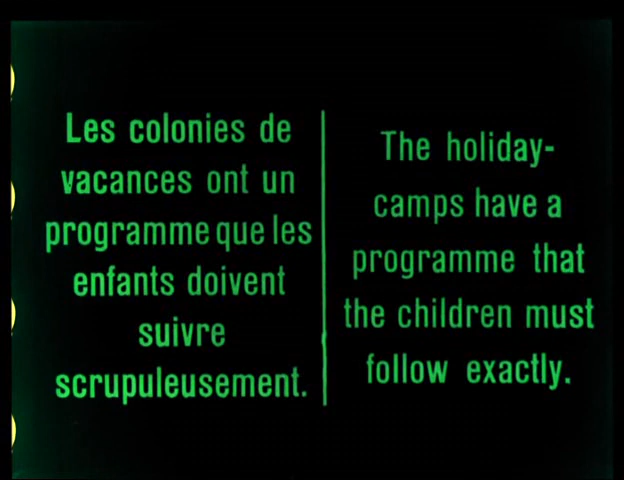 Les colonies de
vacances ont un
programme que les
enfants doivent
suivre
scrupuleusement.
The holiday-
camps have a
programme that
the children must
follow exactly.